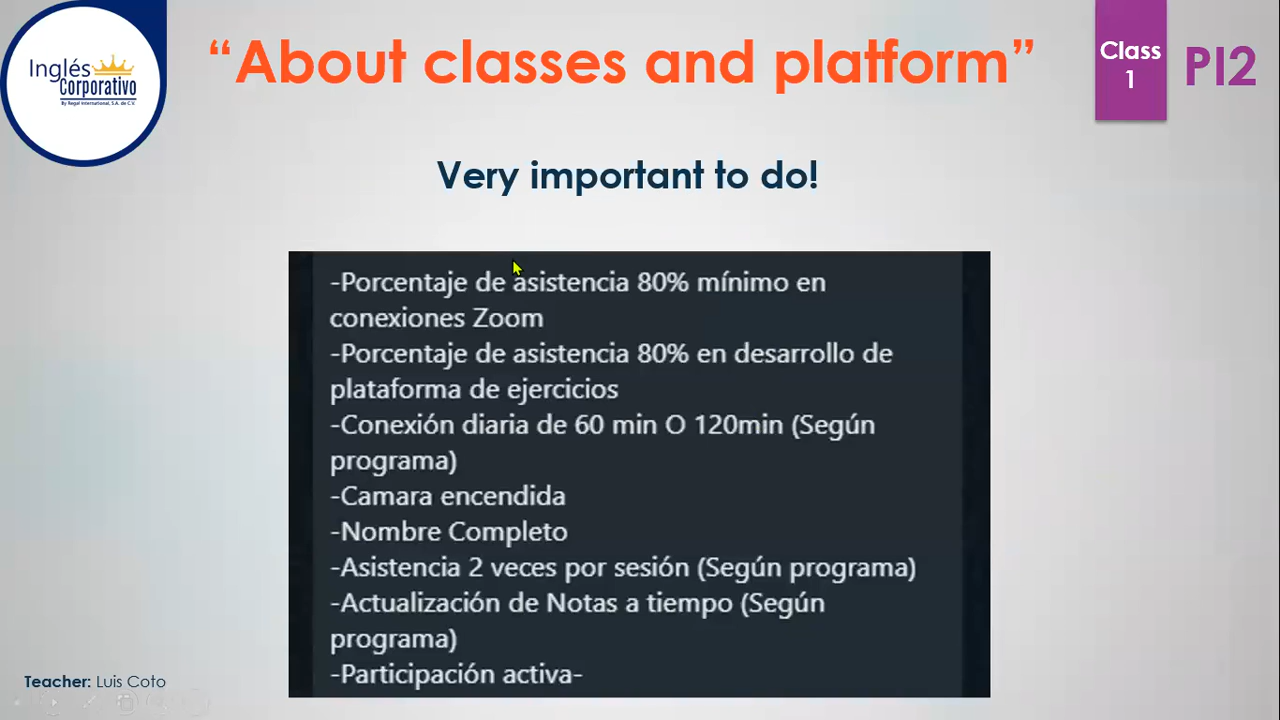 Inglés
Corporativo
By Regal International, S.A. de C.V.
“About classes and platform”
Class
1
PI2
Very important to do!
-Porcentaje de asistencia 80% mínimo en
conexiones Zoom
-Porcentaje de asistencia 80% en desarrollo de
plataforma de ejercicios
-Conexión diaria de 60 min O 120min (Según
programa)
-Camara encendida
-Nombre Completo
-Asistencia 2 veces por sesión (Según programa)
-Actualización de Notas a tiempo (Según
programa)
-Participación activa-
Teacher: Luis Coto